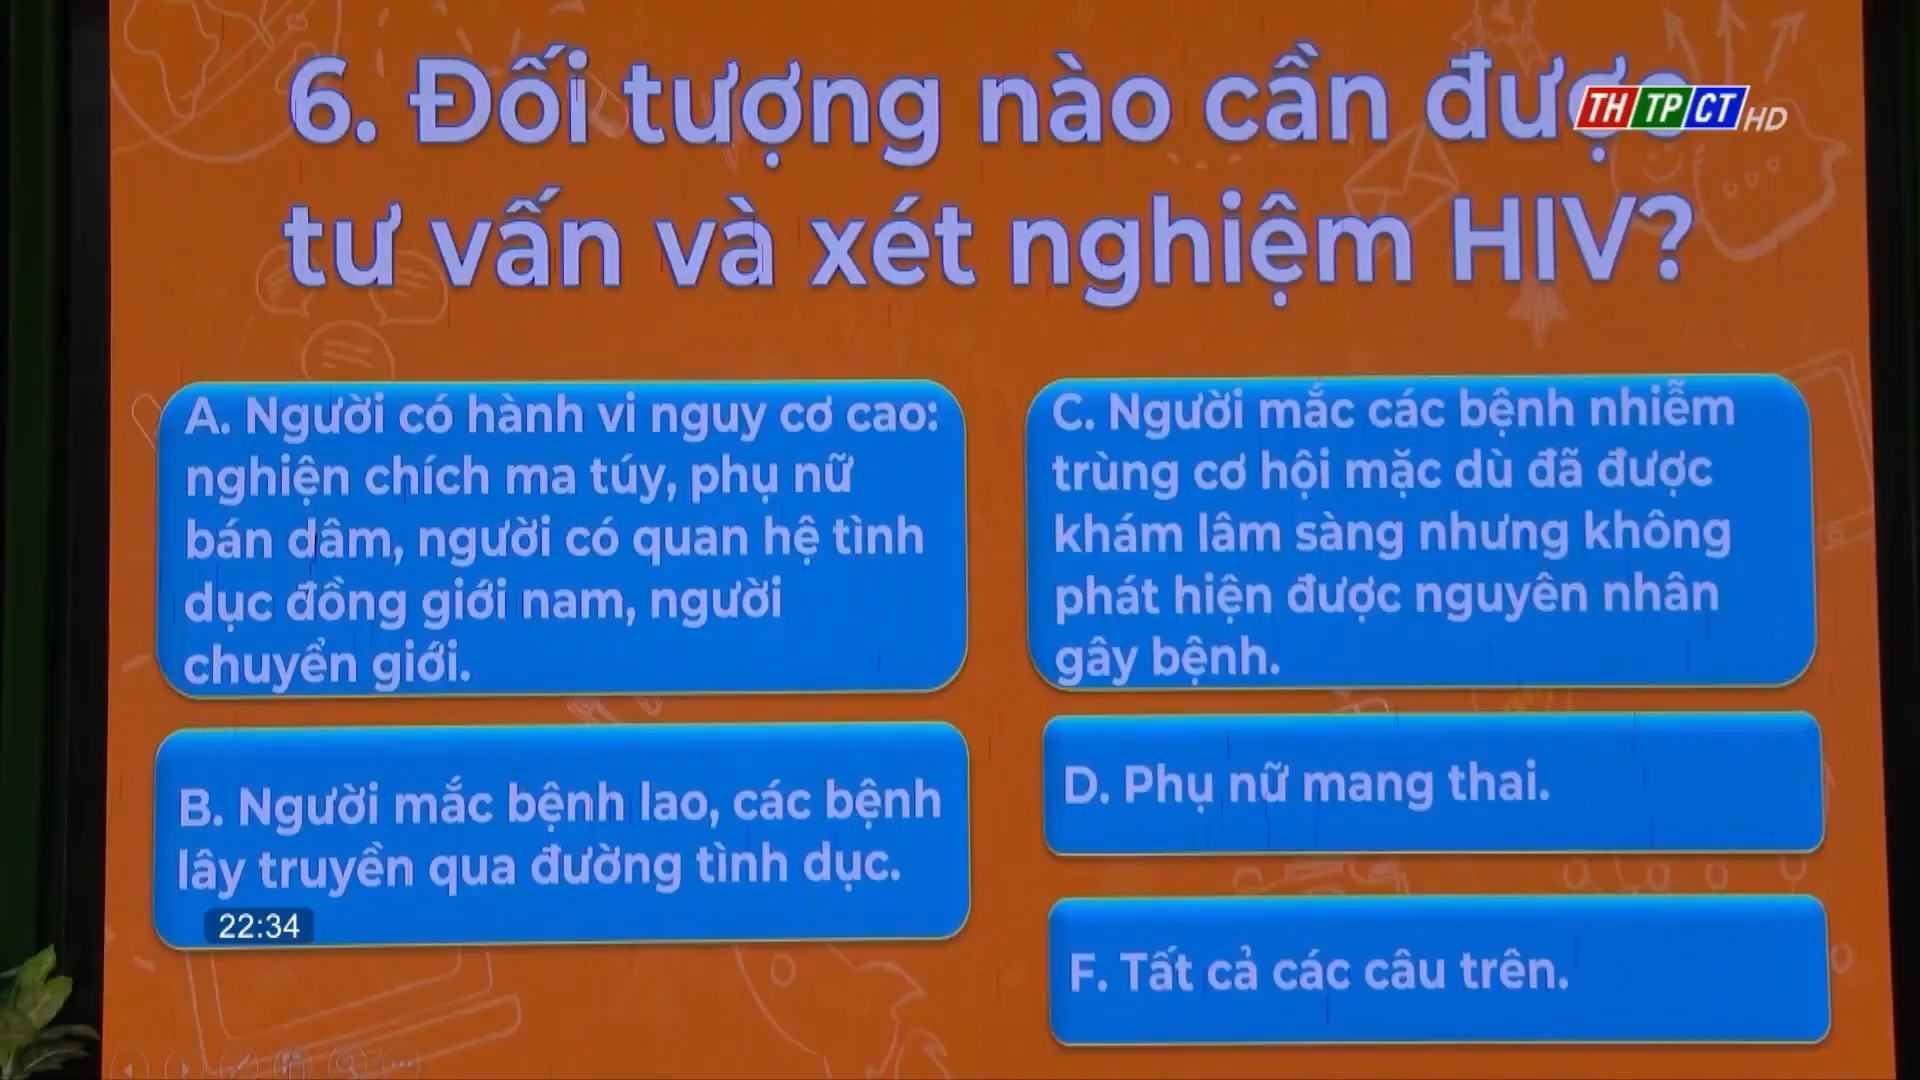 6. Đối tượng nào cần được
tư vấn và xét nghiệm HIV?
THTPCT HD
A. Người có hành vi nguy cơ cao:
nghiện chích ma túy, phụ nữ
bán dâm, người có quan hệ tình
dục đồng giới nam, người
chuyển giới.
B. Người mắc bệnh lao, các bệnh
lây truyền qua đường tình dục.
22:34
C. Người mắc các bệnh nhiễm
trùng cơ hội mặc dù đã được
khám lâm sàng nhưng không
phát hiện được nguyên nhân
gây bệnh.
D. Phụ nữ mang thai.
F. Tất cả các câu trên.